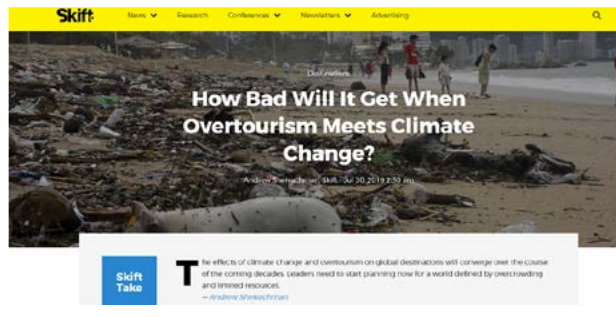 Skift:
News Research Conferences Newsletters Advertising
Destinations
How Bad Will It Get When
Overtourism Meets Climate
Change?
Andrew Sheivachman, Skift - Jul 30, 2019 2:30 am
Skift
Take
The effects of climate change and overtourism on global destinations will converge over the course
of the coming decades. Leaders need to start planning now for a world defined by overcrowding
and limited resources.
— Andrew Sheivachman